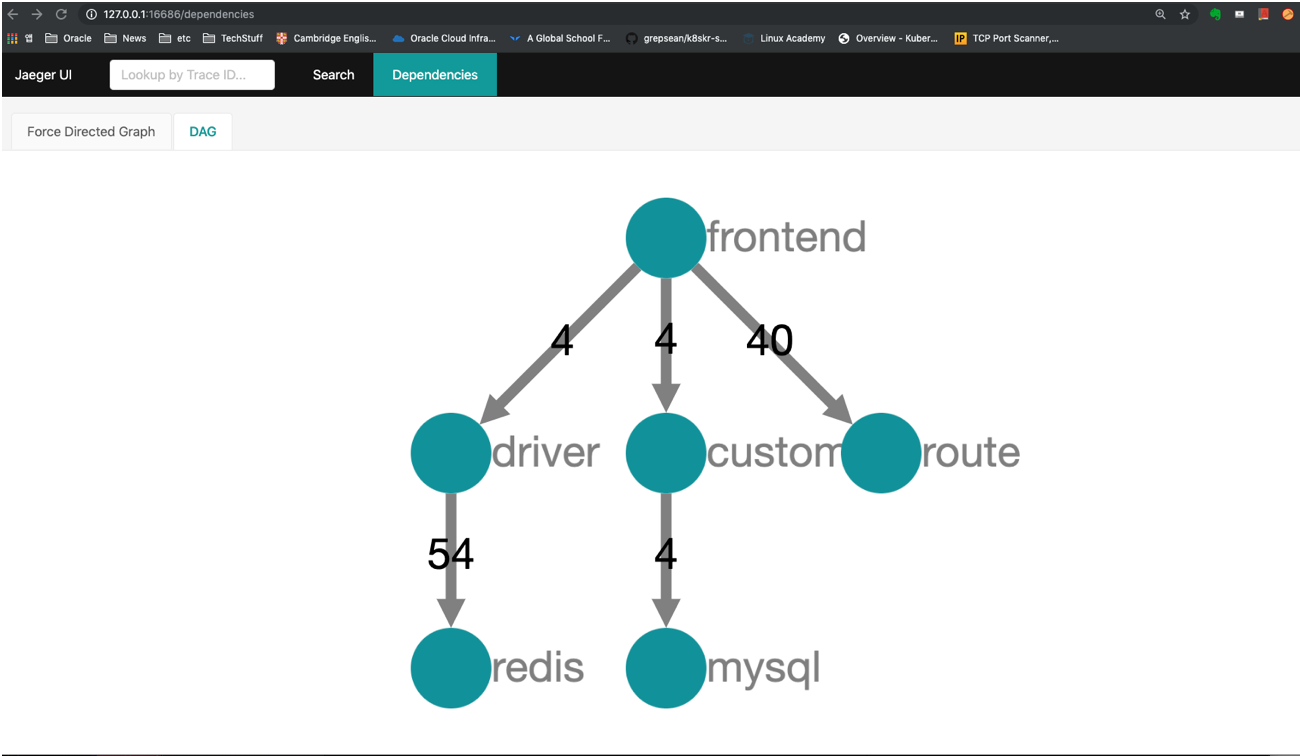 127.0.0.1:16686/dependencies
앱 Oracle News etc TechStuff Cambridge Englis... Oracle Cloud Infra... A Global School F... grepsean/k8skr-s... Linux Academy Overview - Kuber... IP TCP Port Scanner,...
Jaeger UI Lookup by Trace ID... Search Dependencies
Force Directed Graph DAG
frontend
4 4 40
driver custom route
54 4
redis mysql